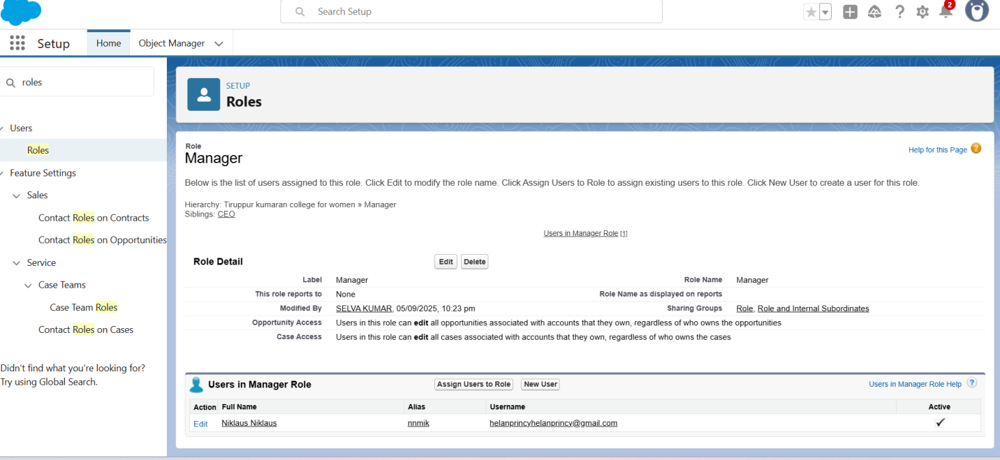 Search Setup
2
Setup
Home
Object Manager
roles
Users
Roles
Feature Settings
Sales
Contact Roles on Contracts
Contact Roles on Opportunities
Service
Case Teams
Case Team Roles
Contact Roles on Cases
Didn't find what you're looking for?
Try using Global Search.
SETUP
Roles
Role
Manager
Help for this Page ?
Below is the list of users assigned to this role. Click Edit to modify the role name. Click Assign Users to Role to assign existing users to this role. Click New User to create a user for this role.
Hierarchy: Tiruppur kumaran college for women » Manager
Siblings: CEO
Users in Manager Role [1]
Role Detail Edit Delete
Label Manager Role Name Manager
This role reports to None Role Name as displayed on reports
Modified By SELVA KUMAR, 05/09/2025, 10:23 pm Sharing Groups Role, Role and Internal Subordinates
Opportunity Access Users in this role can edit all opportunities associated with accounts that they own, regardless of who owns the opportunities
Case Access Users in this role can edit all cases associated with accounts that they own, regardless of who owns the cases
Users in Manager Role Assign Users to Role New User Users in Manager Role Help ?
Action Full Name Alias Username Active
Edit Niklaus Niklaus nnmik helanprincyhelanprincy@gmail.com ✓